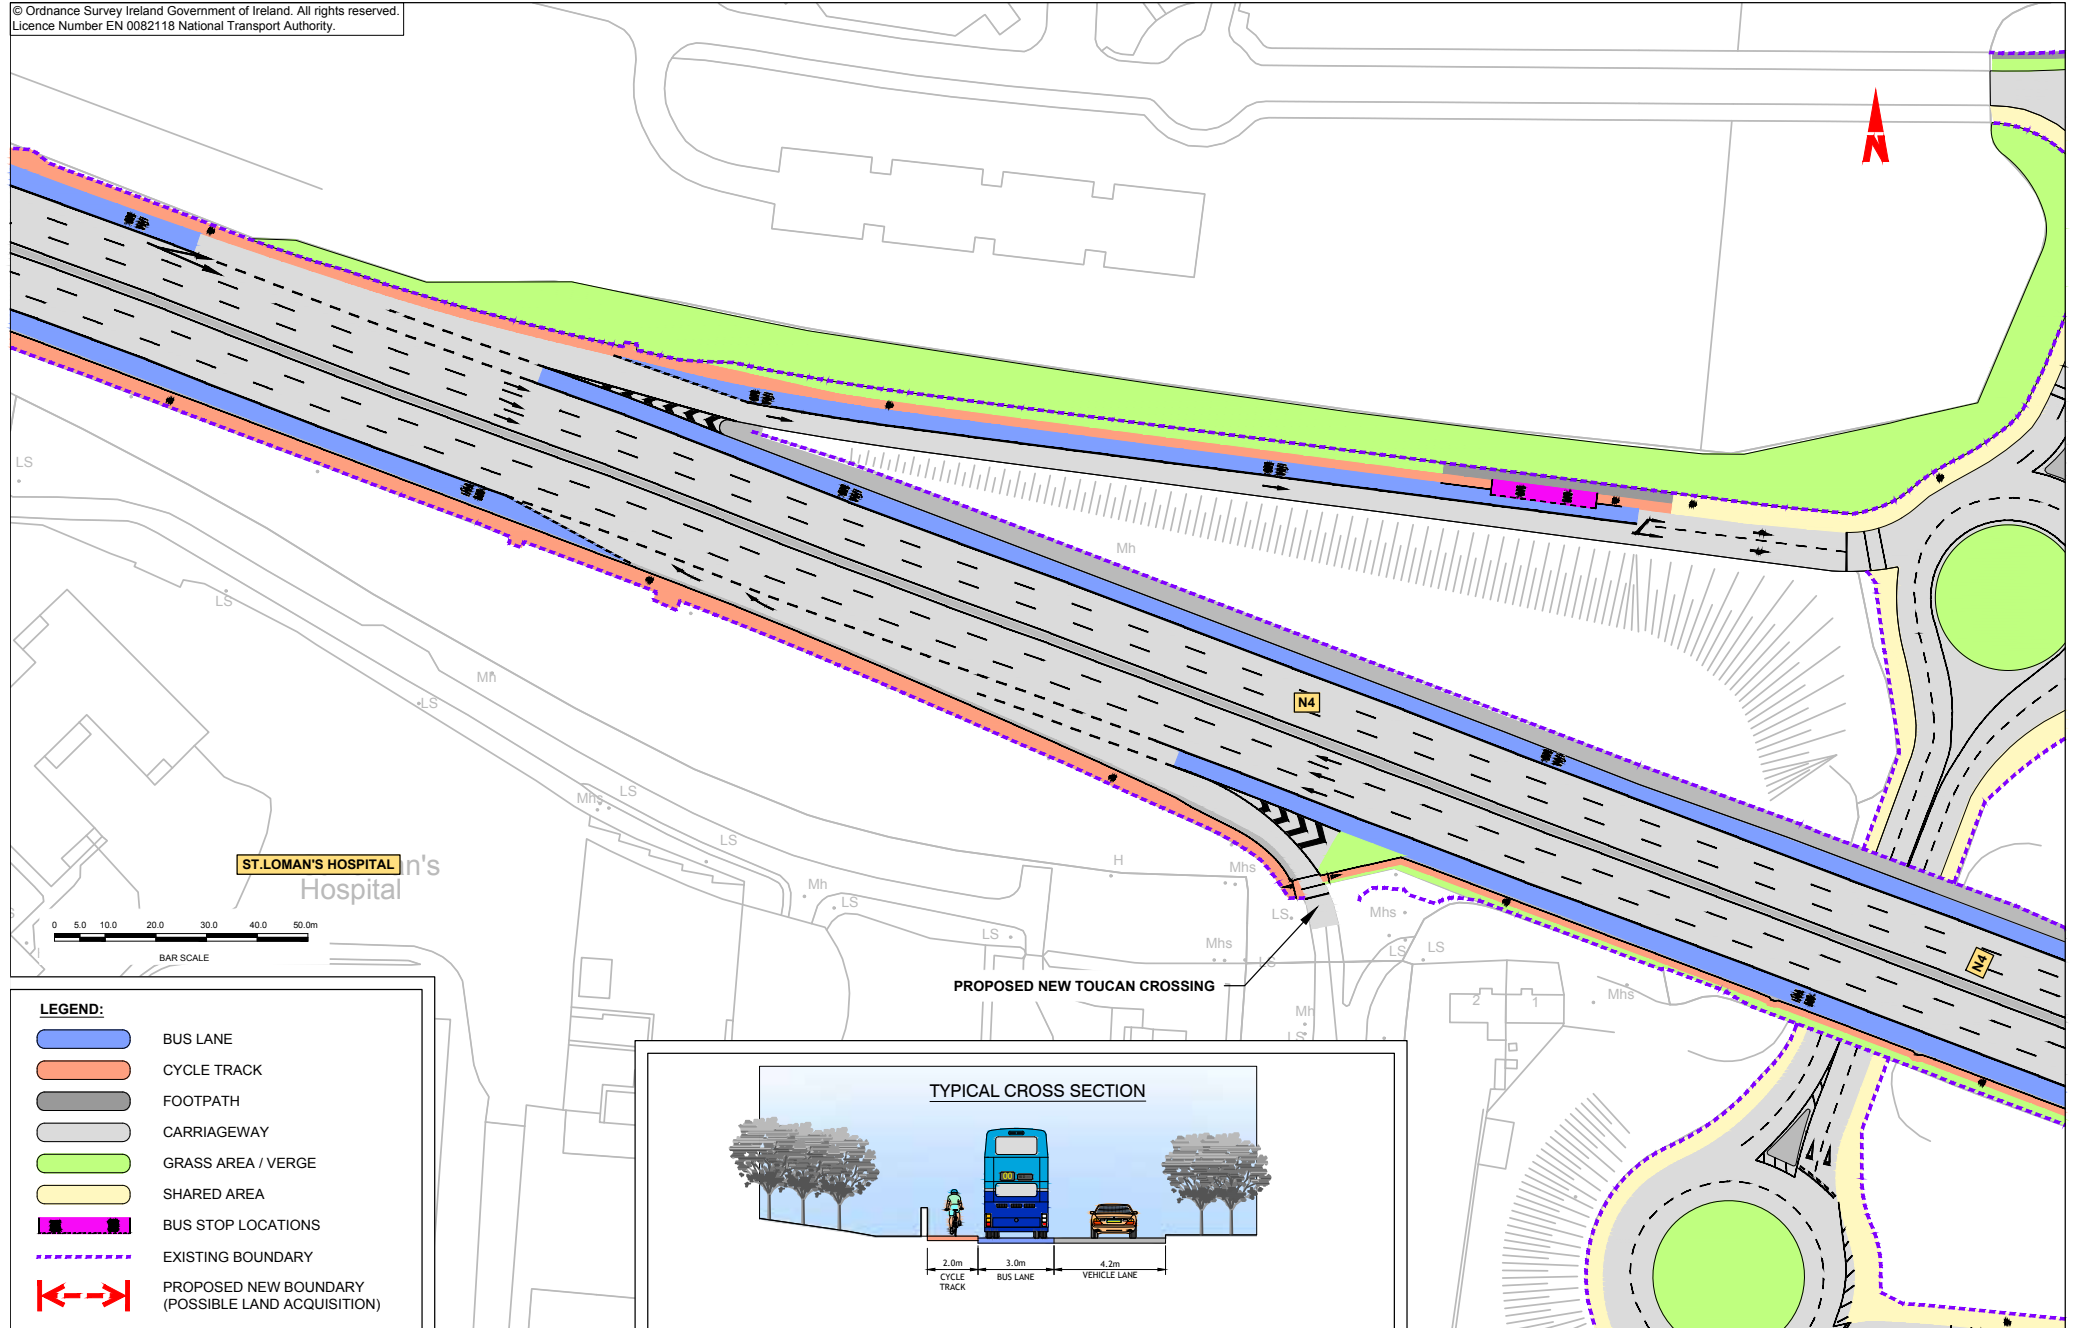 © Ordnance Survey Ireland Government of Ireland. All rights reserved.
Licence Number EN 0082118 National Transport Authority.
N
LS
LS
Mh
LS
Mh
N4
Mhs
LS
LS
H
Mhs
Mh
LS
LS
Mhs
LS
Mhs
LS
LS
LS
N4
ST.LOMAN'S HOSPITAL
n's
Hospital
0 5.0 10.0 20.0 30.0 40.0 50.0m
BAR SCALE
PROPOSED NEW TOUCAN CROSSING
Mhs
2
1
Mh
LS
LEGEND:
BUS LANE
CYCLE TRACK
FOOTPATH
CARRIAGEWAY
GRASS AREA / VERGE
SHARED AREA
BUS STOP LOCATIONS
EXISTING BOUNDARY
PROPOSED NEW BOUNDARY
(POSSIBLE LAND ACQUISITION)
TYPICAL CROSS SECTION
00
2.0m
CYCLE
TRACK
3.0m
BUS LANE
4.2m
VEHICLE LANE